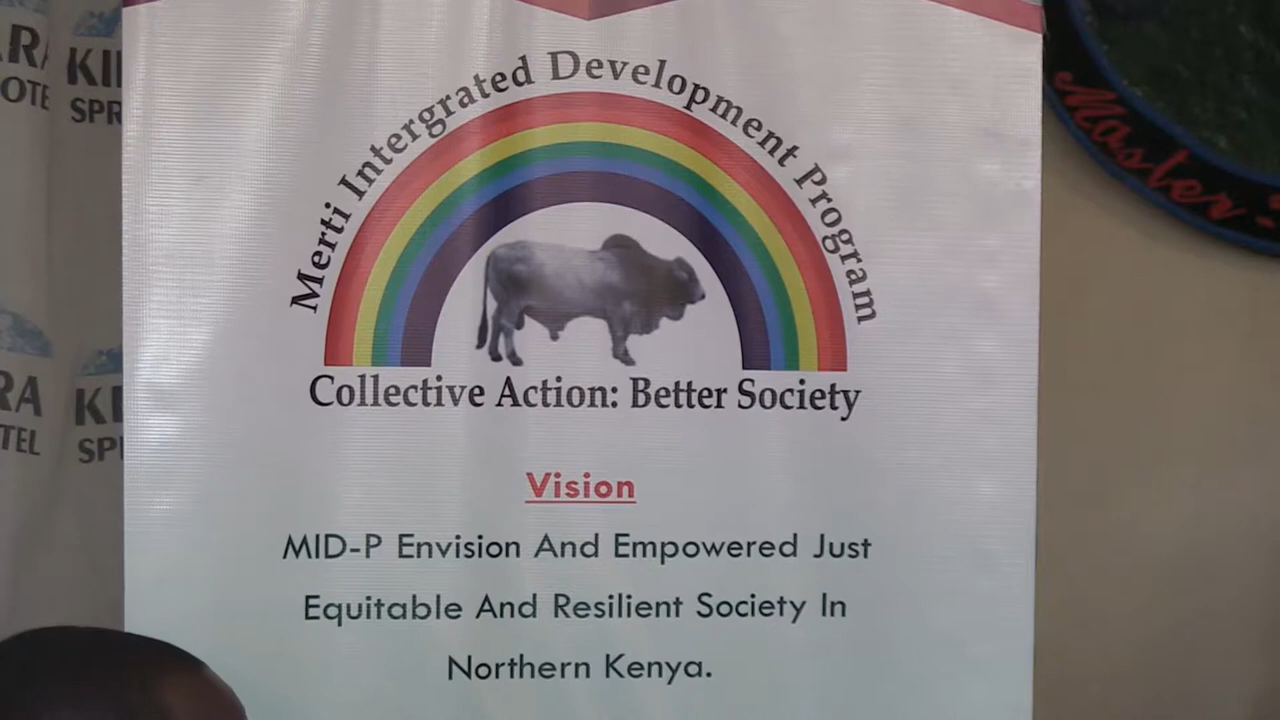 Merti Intergrated Development Program
Collective Action: Better Society
Vision
MID-P Envision And Empowered Just
Equitable And Resilient Society In
Northern Kenya.
Master